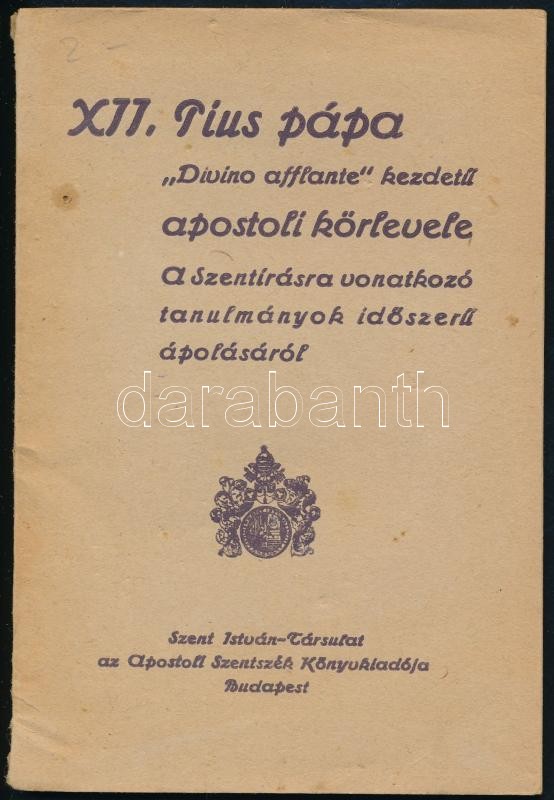 2 -
XII. Pius pápa
„Divino afflante" kezdetű
apostoli körlevele
A Szentírásra vonatkozó
tanulmányok időszerű
ápolásáról
darabanth
Szent István-Társulat
az Apostoli Szentszék Könyvkiadója
Budapest